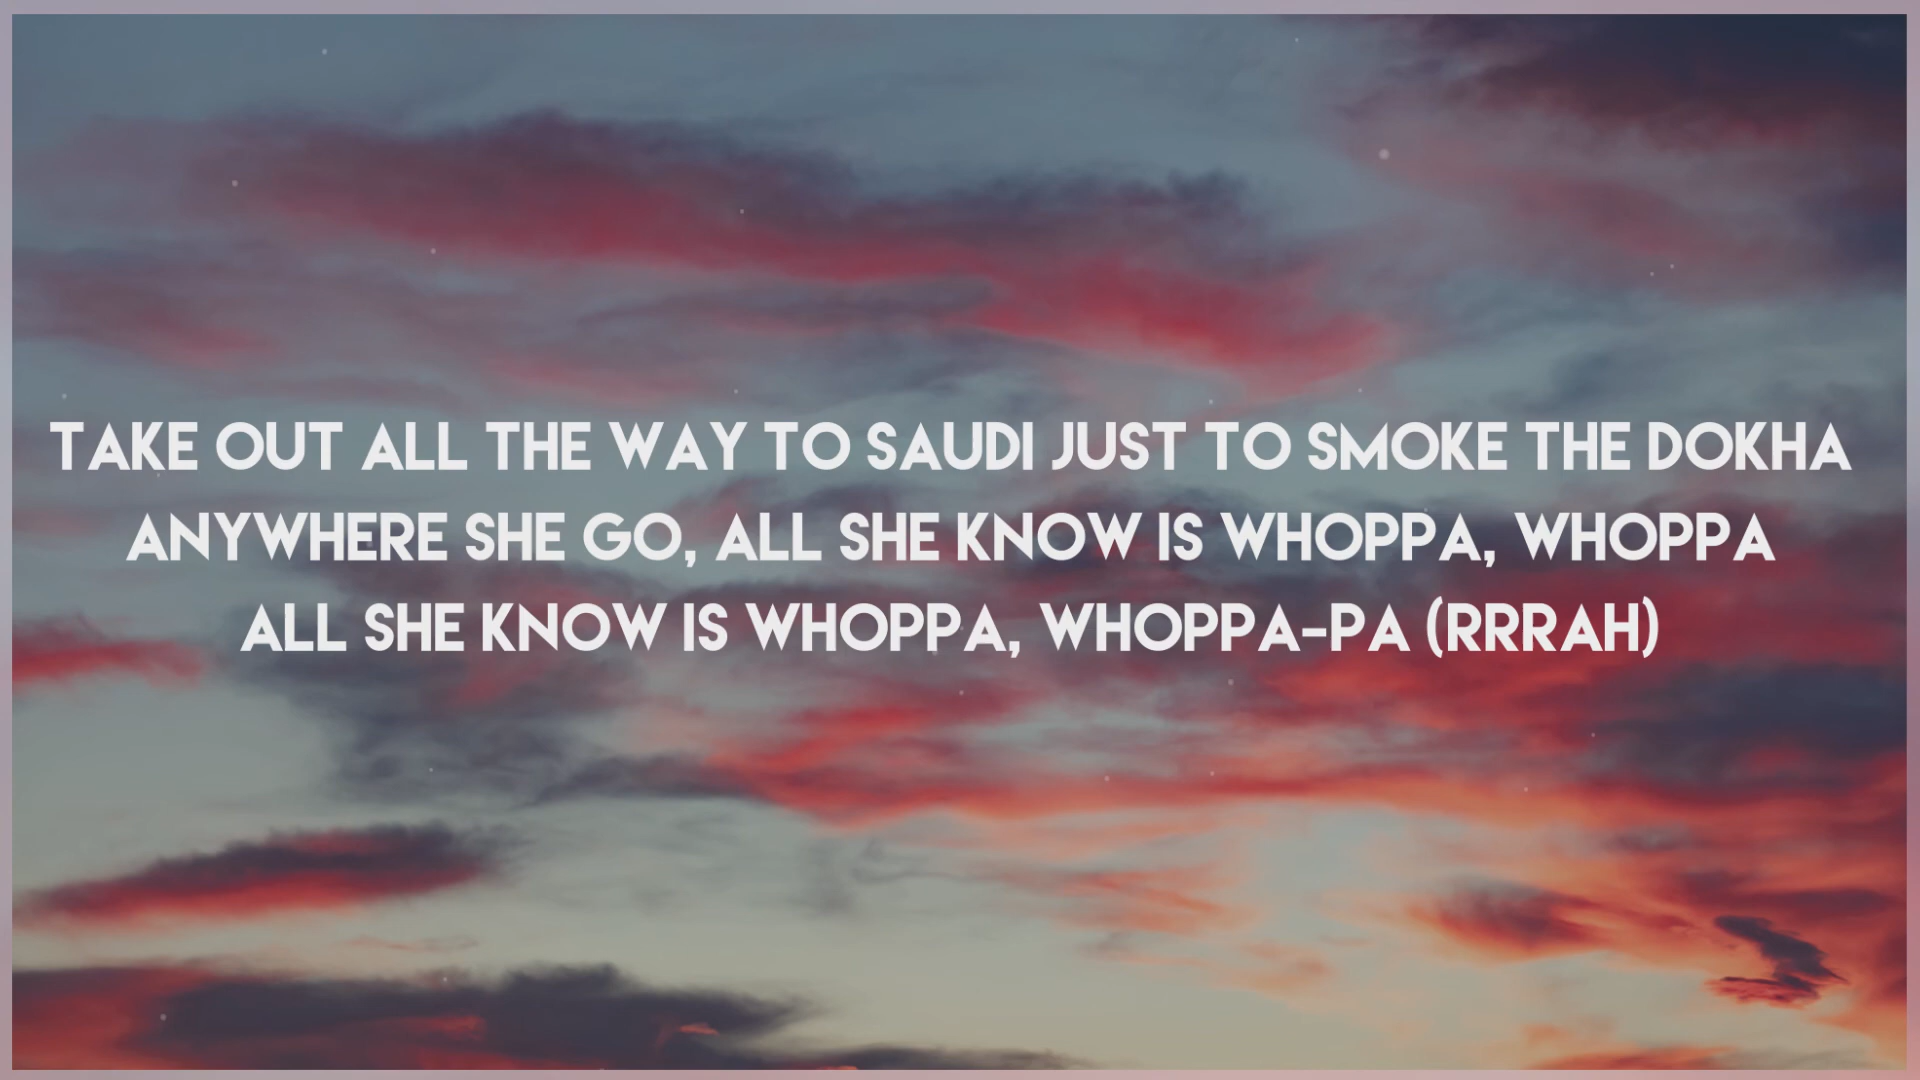 TAKE OUT ALL THE WAY TO SAUDI JUST TO SMOKE THE DOKHA
ANYWHERE SHE GO, ALL SHE KNOW IS WHOPPA, WHOPPA
ALL SHE KNOW IS WHOPPA, WHOPPA-PA (RRRAH)